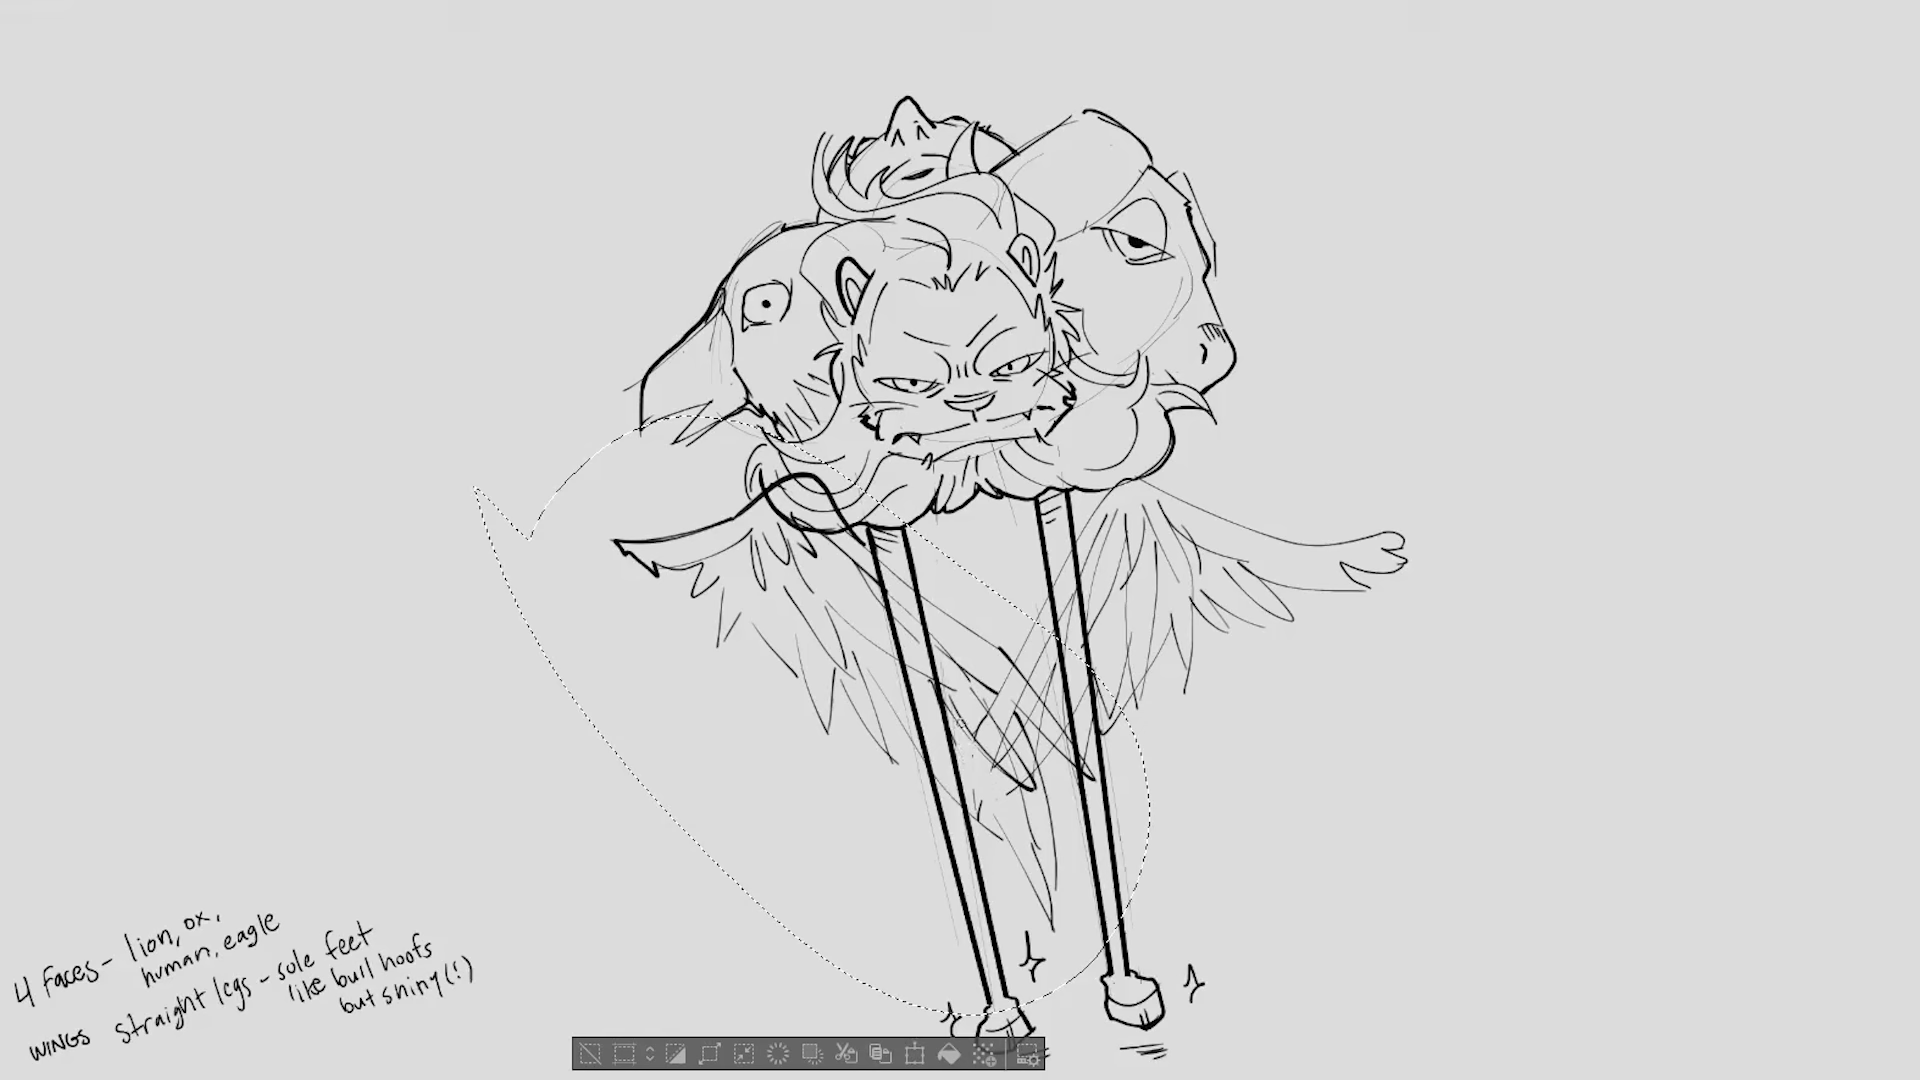 4 faces - lion, ox,
human, eagle
straight legs - sole feet
like bull hoofs
but shiny(!)
WINGS